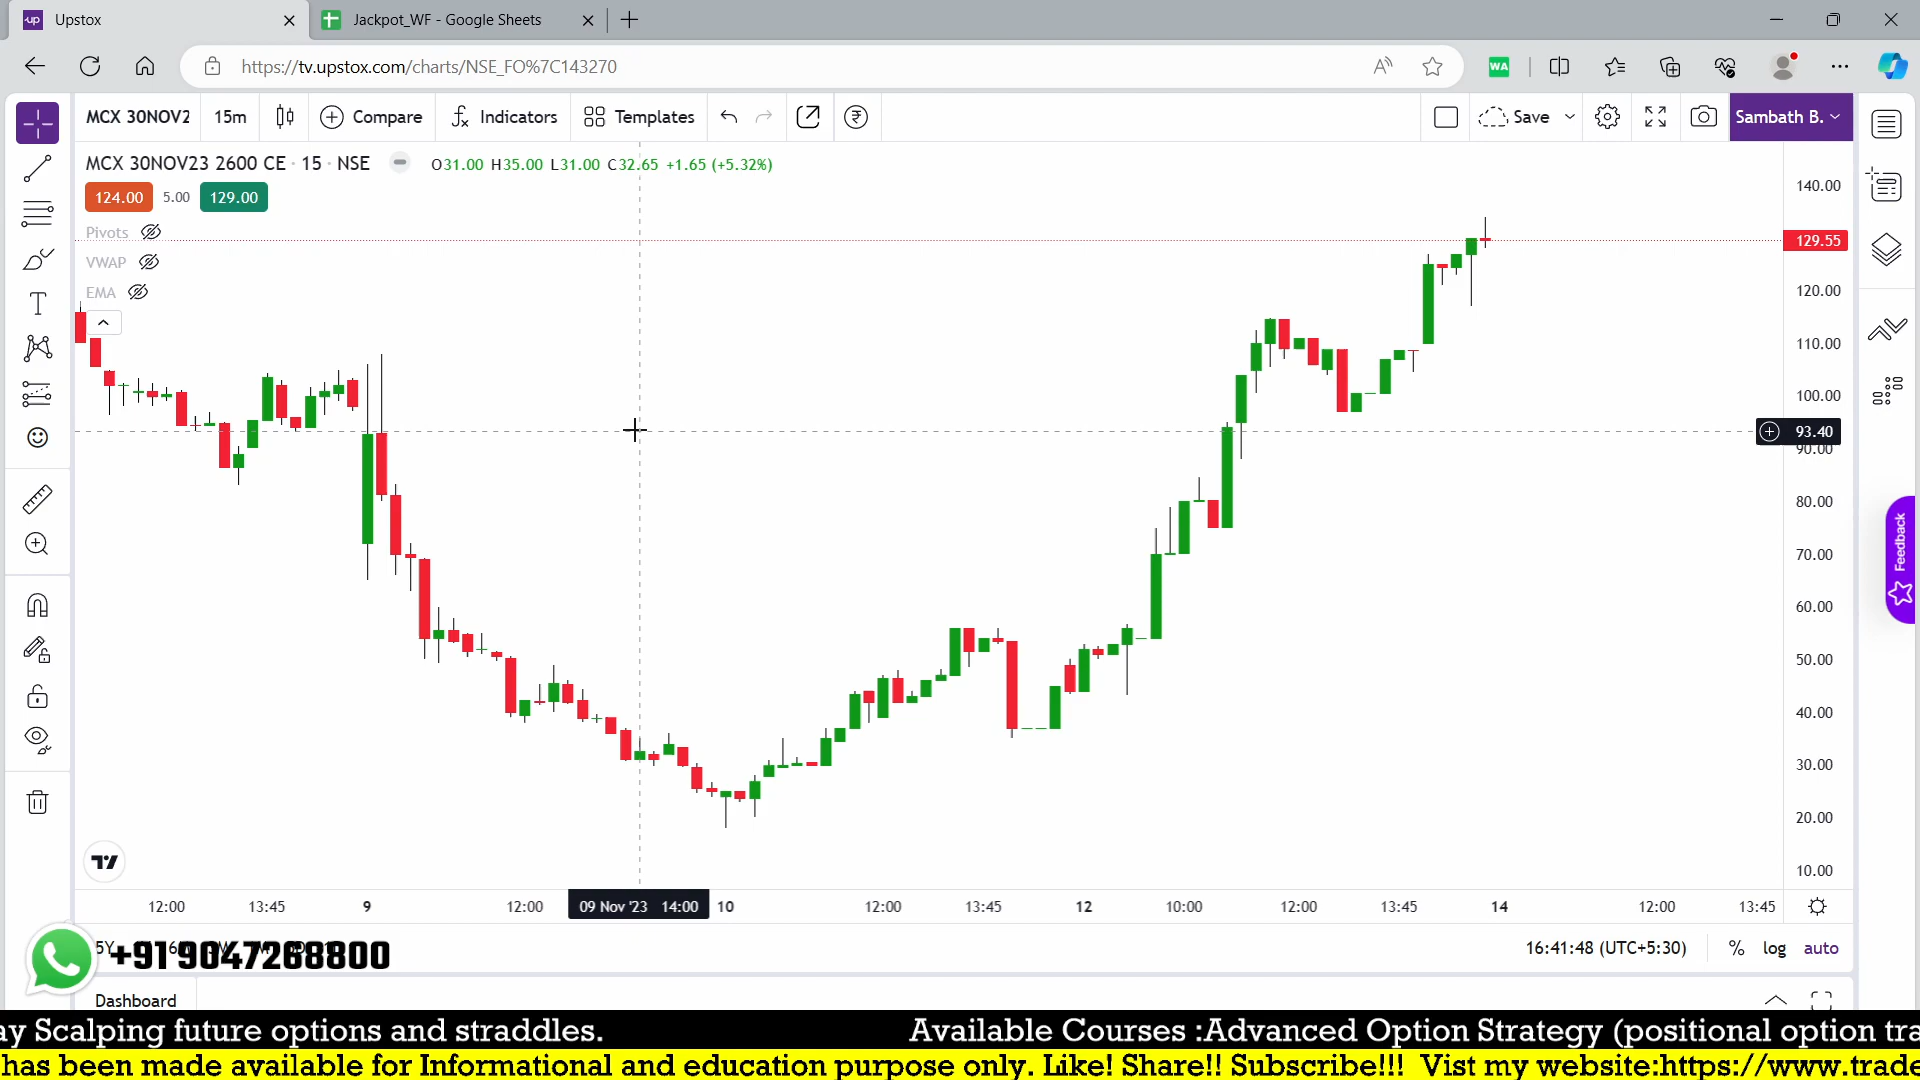 up Upstox
Jackpot_WF - Google Sheets
https://tv.upstox.com/charts/NSE_FO%7C143270
WA
MCX 30NOV2 15m Compare Indicators Templates Save Sambath B.
MCX 30NOV23 2600 CE · 15 · NSE O31.00 H35.00 L31.00 C32.65 +1.65 (+5.32%)
124.00 5.00 129.00
Pivots
VWAP
EMA
140.00
129.55
120.00
110.00
100.00
93.40
90.00
80.00
70.00
60.00
50.00
40.00
30.00
20.00
10.00
Feedback
12:00 13:45 9 12:00 09 Nov '23 14:00 10 12:00 13:45 12 10:00 12:00 13:45 14 12:00 13:45
5Y
+91 9047268800
16:41:48 (UTC+5:30) % log auto
Dashboard
ay Scalping future options and straddles. Available Courses :Advanced Option Strategy (positional option tra
has been made available for Informational and education purpose only. Like! Share!! Subscribe!!! Vist my website:https://www.trade